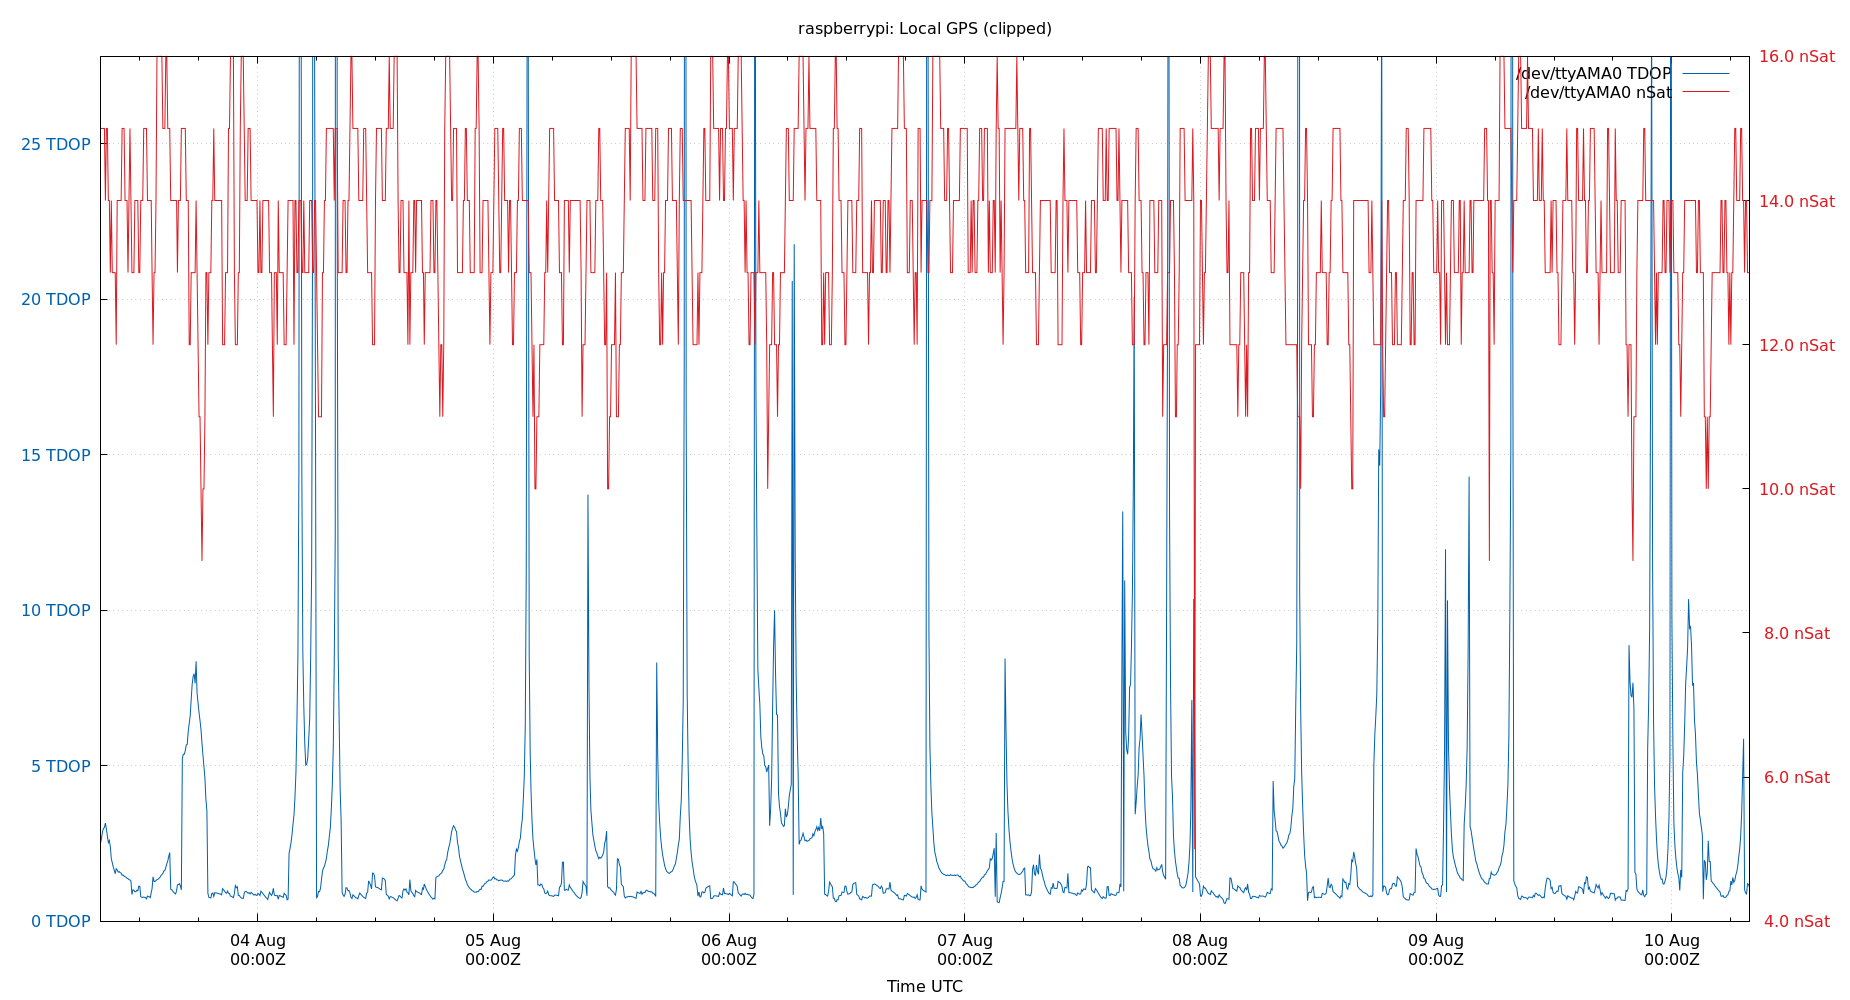 raspberrypi: Local GPS (clipped)
/dev/ttyAMA0 TDOP
/dev/ttyAMA0 nSat
25 TDOP
20 TDOP
15 TDOP
10 TDOP
5 TDOP
0 TDOP
16.0 nSat
14.0 nSat
12.0 nSat
10.0 nSat
8.0 nSat
6.0 nSat
4.0 nSat
04 Aug
00:00Z
05 Aug
00:00Z
06 Aug
00:00Z
07 Aug
00:00Z
08 Aug
00:00Z
09 Aug
00:00Z
10 Aug
00:00Z
Time UTC